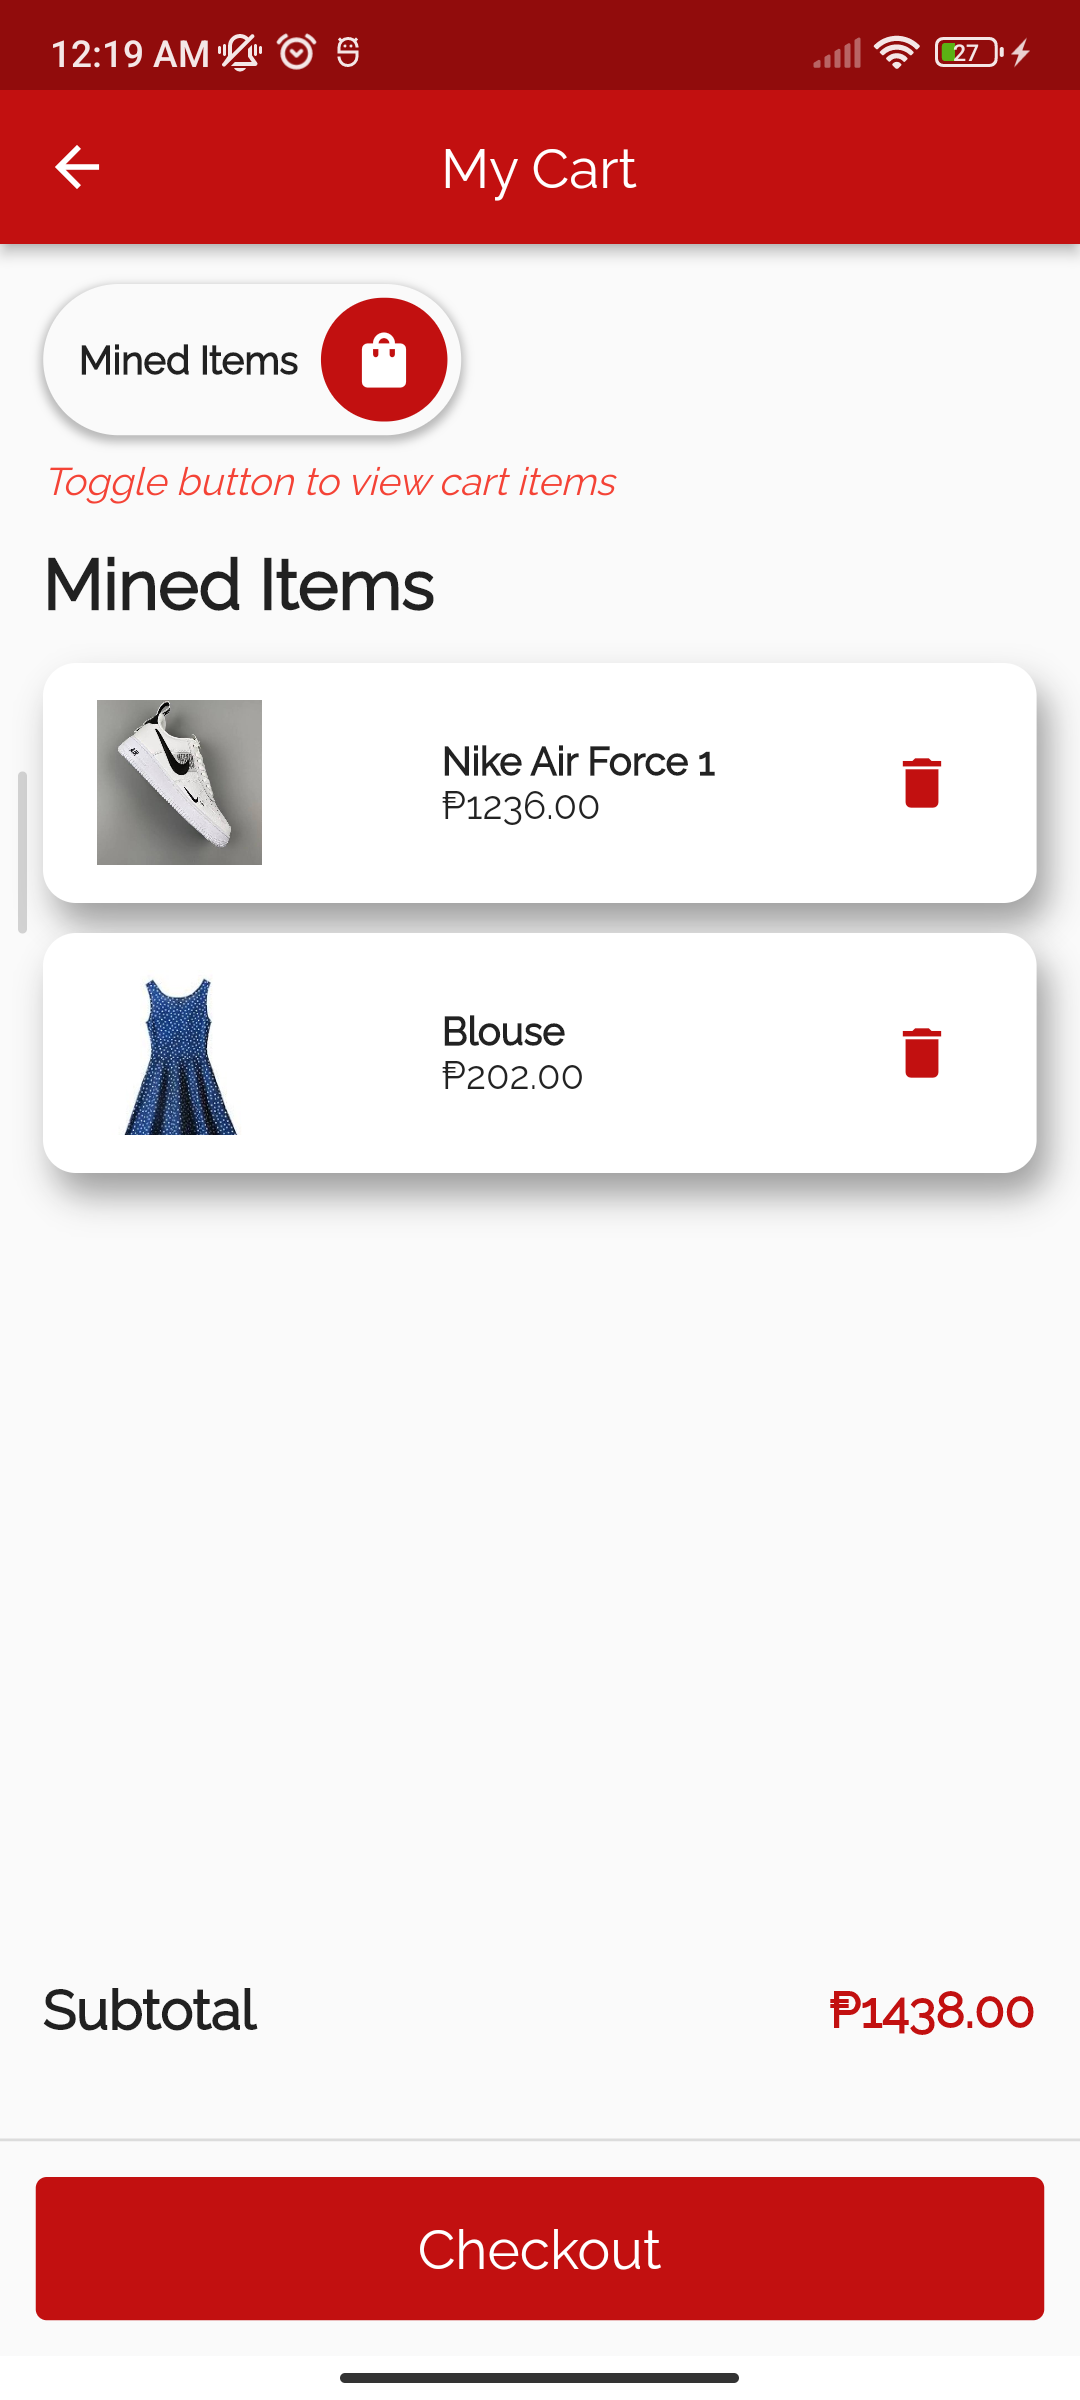 12:19 AM
27
My Cart
Mined Items
Toggle button to view cart items
Mined Items
Nike Air Force 1
₱1236.00
Blouse
₱202.00
Subtotal
₱1438.00
Checkout